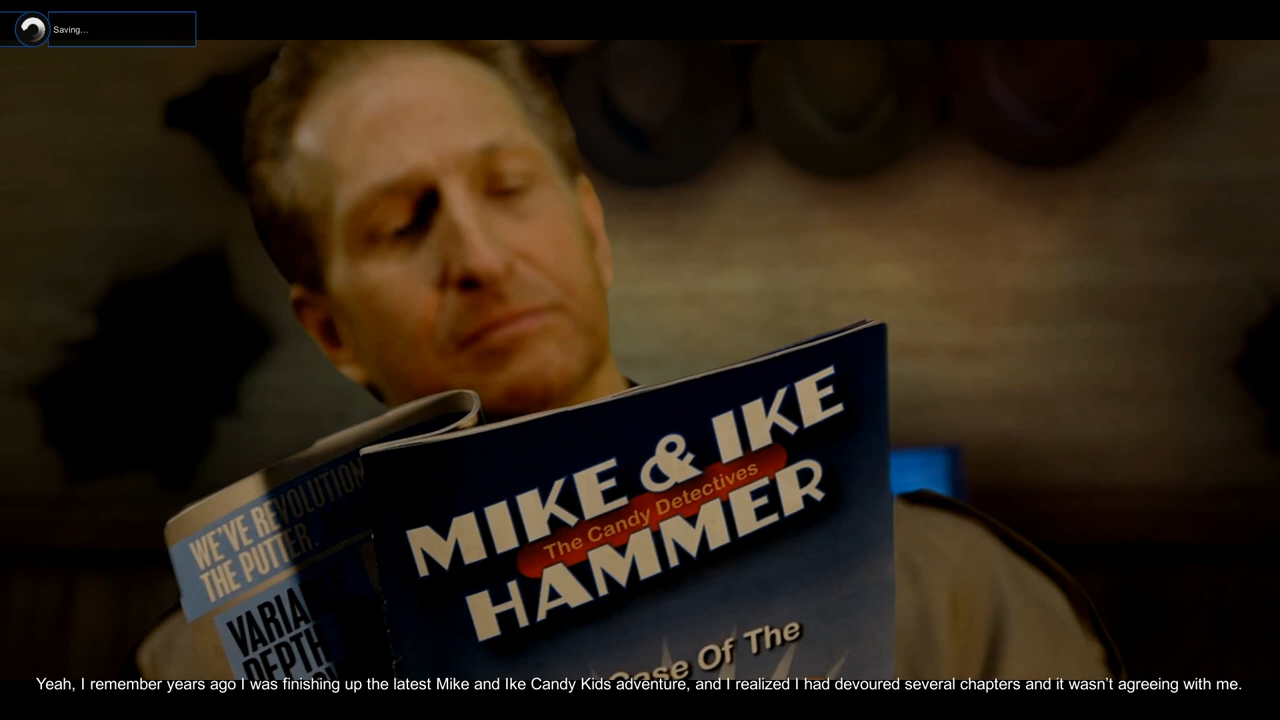 Saving...
WE'VE REVOLUTION
THE PUTTER.
VARIA
DEPTH
MIKE & IKE
The Candy Detectives
HAMMER
Case Of The
Yeah, I remember years ago I was finishing up the latest Mike and Ike Candy Kids adventure, and I realized I had devoured several chapters and it wasn't agreeing with me.